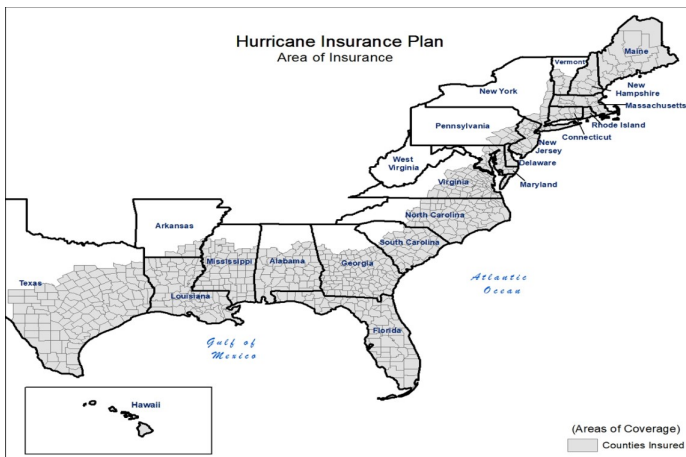 Hurricane Insurance Plan
Area of Insurance
Maine
Vermont
New
Hampshire
New York
Massachusetts
Rhode Island
Connecticut
Pennsylvania
New
Jersey
West
Virginia
Delaware
Maryland
Virginia
North Carolina
Arkansas
South Carolina
Mississippi
Alabama
Georgia
Texas
Louisiana
Atlantic
Ocean
Florida
Gulf of
Mexico
Hawaii
(Areas of Coverage)
Counties Insured